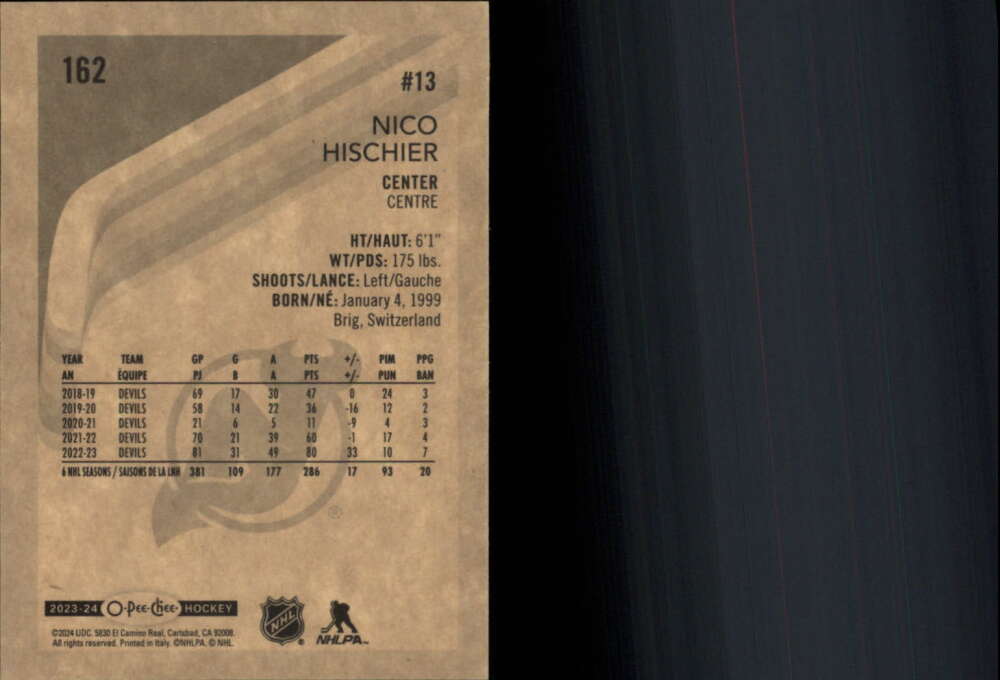 162
#13
NICO
HISCHIER
CENTER
CENTRE
HT/HAUT: 6'1"
WT/PDS: 175 lbs.
SHOOTS/LANCE: Left/Gauche
BORN/NÉ: January 4, 1999
Brig, Switzerland
YEAR TEAM GP G A PTS +/- PIM PPG
AN ÉQUIPE PJ B A PTS +/- PUN BAN
2018-19 DEVILS 69 17 30 47 0 24 3
2019-20 DEVILS 58 14 22 36 -16 12 2
2020-21 DEVILS 21 6 5 11 -9 4 3
2021-22 DEVILS 70 21 39 60 -1 17 4
2022-23 DEVILS 81 31 49 80 33 10 7
6 NHL SEASONS / SAISONS DE LA LNH 381 109 177 286 17 93 20
2023-24 O-Pee-Chee HOCKEY
©2024 UDC. 5830 El Camino Real, Carlsbad, CA 92008.
All rights reserved. Printed in Italy. ©NHLPA. © NHL.
NHL ®
NHLPA™